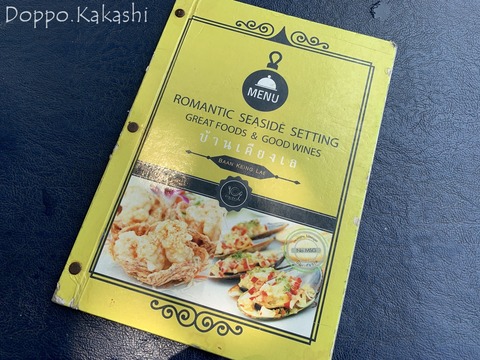 Doppo.Kakashi
MENU
ROMANTIC SEASIDE SETTING
GREAT FOODS & GOOD WINES
บ้านเคียงเล
BAAN KEING LAE